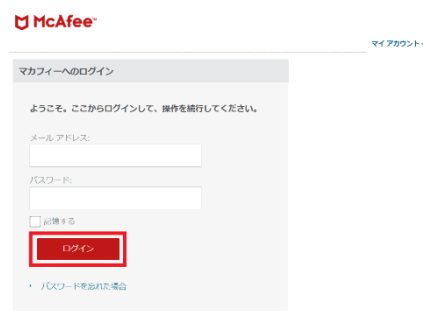 McAfee™
マイ アカウント
マカフィーへのログイン
ようこそ。ここからログインして、操作を続行してください。
メール アドレス:
パスワード:
記憶する
ログイン
・ パスワードを忘れた場合